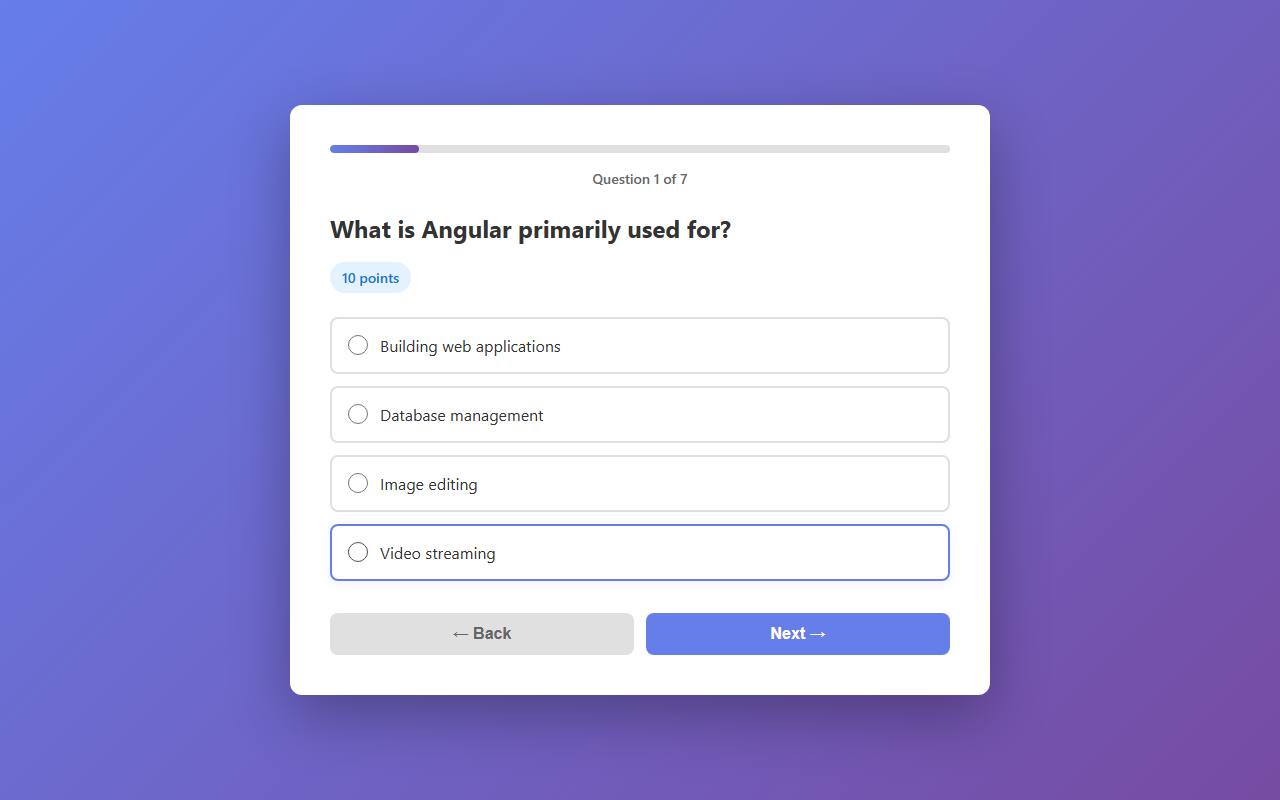 Question 1 of 7
What is Angular primarily used for?
10 points
Building web applications
Database management
Image editing
Video streaming
← Back
Next →